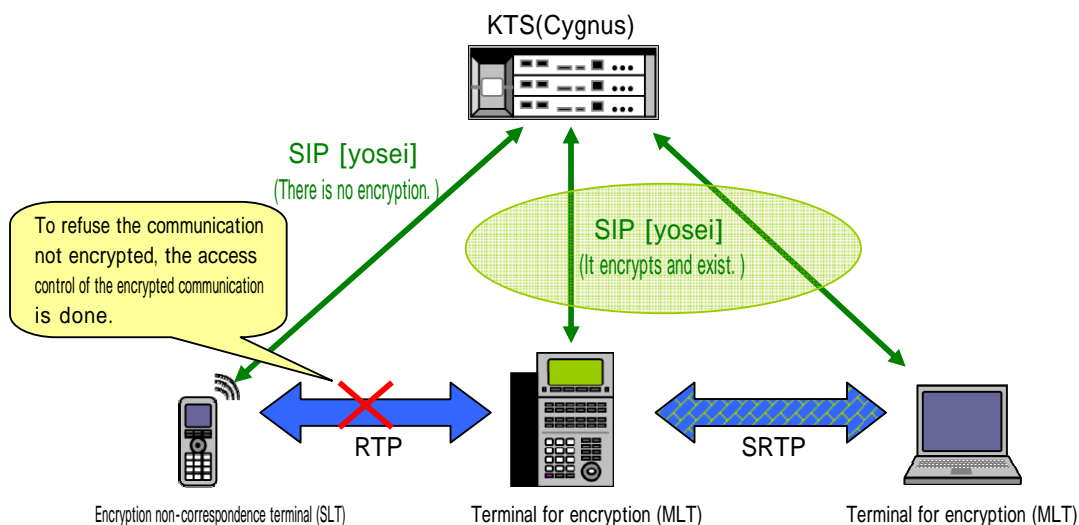 KTS(Cygnus)
SIP [yosei]
(There is no encryption. )
To refuse the communication
not encrypted, the access
control of the encrypted communication
is done.
SIP [yosei]
(It encrypts and exist. )
RTP
SRTP
Encryption non-correspondence terminal (SLT)
Terminal for encryption (MLT)
Terminal for encryption (MLT)